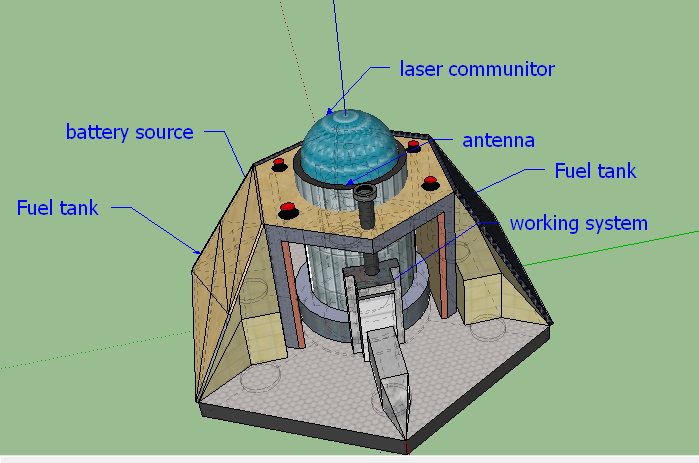 laser communitor
battery source
antenna
Fuel tank
Fuel tank
working system